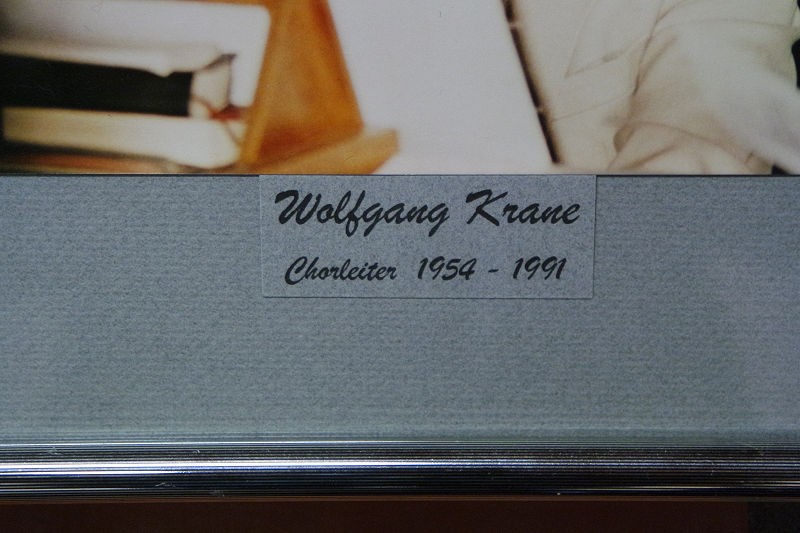 Wolfgang Krane
Chorleiter 1954 - 1991